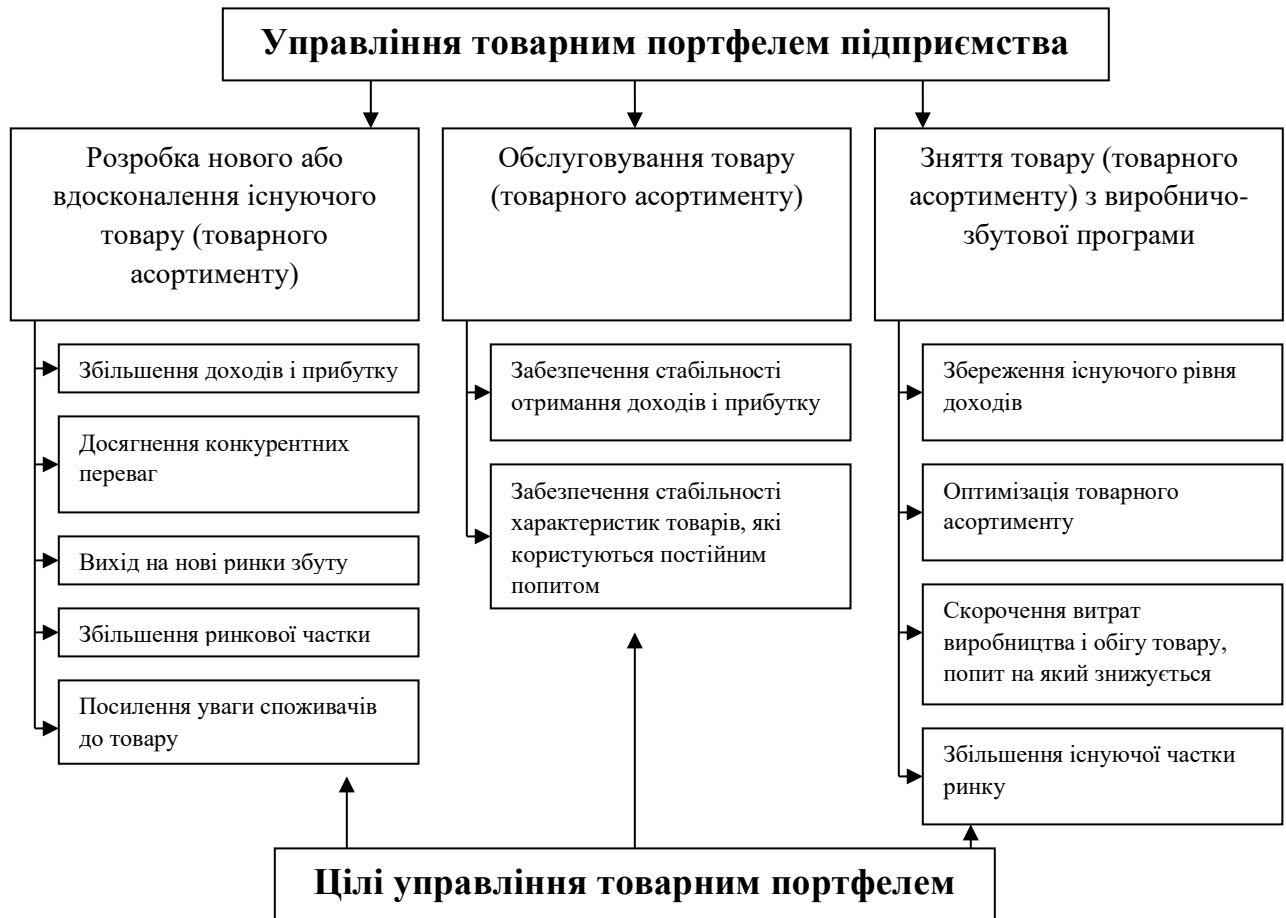 Управління товарним портфелем підприємства
Розробка нового або
вдосконалення існуючого
товару (товарного
асортименту)
Збільшення доходів і прибутку
Досягнення конкурентних
переваг
Вихід на нові ринки збуту
Збільшення ринкової частки
Посилення уваги споживачів
до товару
Обслуговування товару
(товарного асортименту)
Забезпечення стабільності
отримання доходів і прибутку
Забезпечення стабільності
характеристик товарів, які
користуються постійним
попитом
Зняття товару (товарного
асортименту) з виробничо-
збутової програми
Збереження існуючого рівня
доходів
Оптимізація товарного
асортименту
Скорочення витрат
виробництва і обігу товару,
попит на який знижується
Збільшення існуючої частки
ринку
Цілі управління товарним портфелем